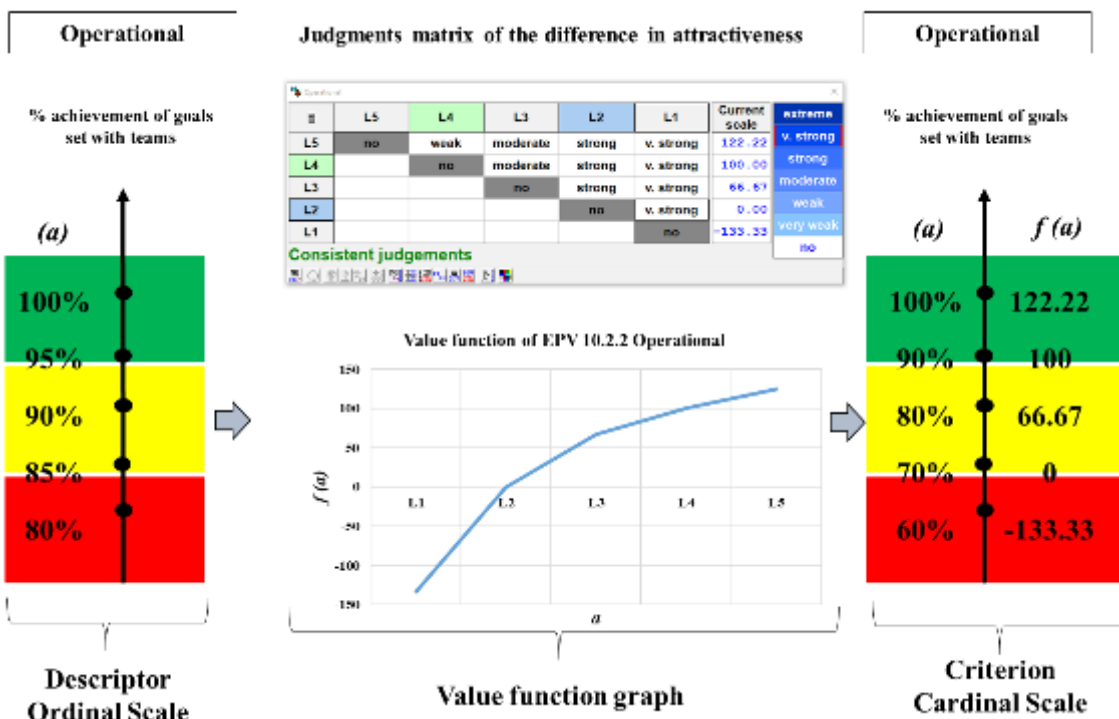 Operational
% achievement of goals
set with teams
(a)
100%
95%
90%
85%
80%
Descriptor
Ordinal Scale
Judgments matrix of the difference in attractiveness
L5 L4 L3 L2 L1 Current scale
L5 no weak moderate strong v. strong 122.22
L4 no moderate strong v. strong 100.00
L3 no strong v. strong 66.67
L2 no v. strong 0.00
L1 no -133.33
extreme
v. strong
strong
moderate
weak
very weak
no
Consistent judgements
Value function of EPV 10.2.2 Operational
f (a)
150
100
50
0
-50
-100
150
L1 L2 L3 L4 L5
a
Value function graph
Operational
% achievement of goals
set with teams
(a) f (a)
100% 122.22
90% 100
80% 66.67
70% 0
60% -133.33
Criterion
Cardinal Scale